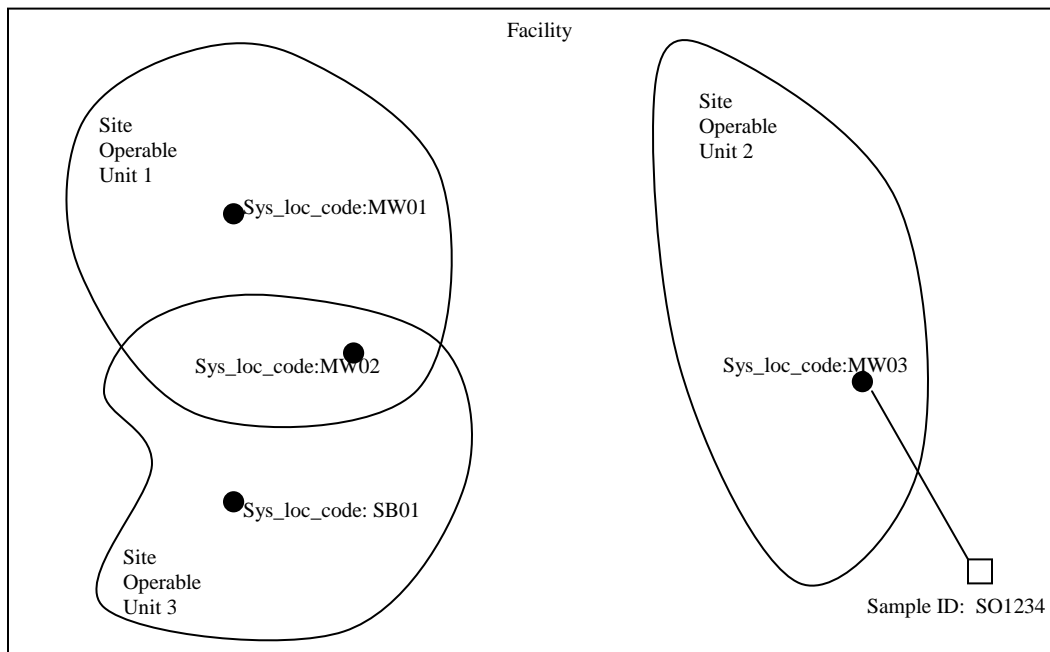 Facility
Site
Operable
Unit 1
Site
Operable
Unit 2
Sys_loc_code:MW01
Sys_loc_code:MW02
Sys_loc_code:MW03
Sys_loc_code: SB01
Site
Operable
Unit 3
Sample ID: SO1234